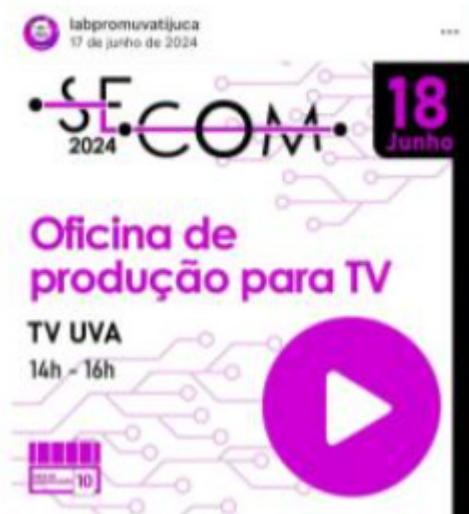 labpromuvatijuca
17 de junho de 2024
SECOM
2024
18
Junho
Oficina de
produção para TV
TV UVA
14h - 16h
10